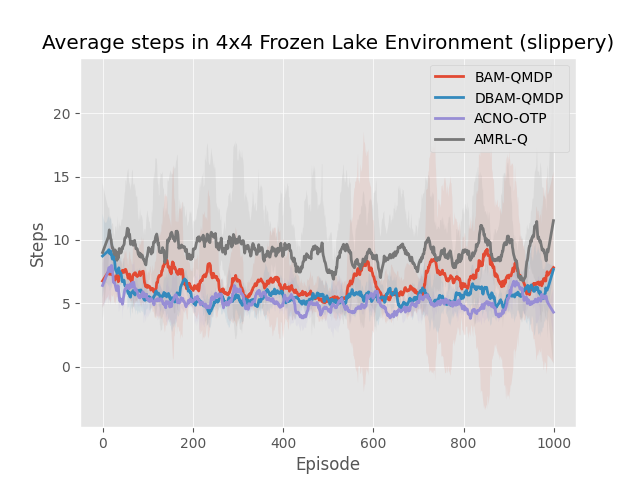 Average steps in 4x4 Frozen Lake Environment (slippery)
BAM-QMDP
DBAM-QMDP
ACNO-OTP
AMRL-Q
Steps
20
15
10
5
0
0 200 400 600 800 1000
Episode